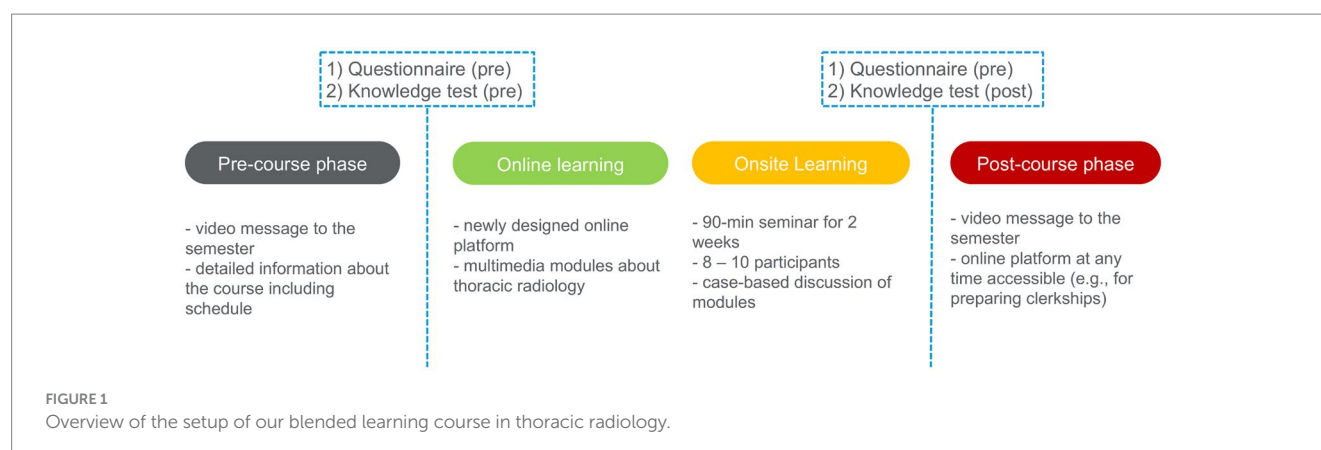 1) Questionnaire (pre)
2) Knowledge test (pre)
1) Questionnaire (pre)
2) Knowledge test (post)
Pre-course phase
Online learning
Onsite Learning
Post-course phase
- video message to the
semester
- detailed information about
the course including
schedule
- newly designed online
platform
- multimedia modules about
thoracic radiology
- 90-min seminar for 2
weeks
- 8 – 10 participants
- case-based discussion of
modules
- video message to the
semester
- online platform at any
time accessible (e.g., for
preparing clerkships)
FIGURE 1
Overview of the setup of our blended learning course in thoracic radiology.